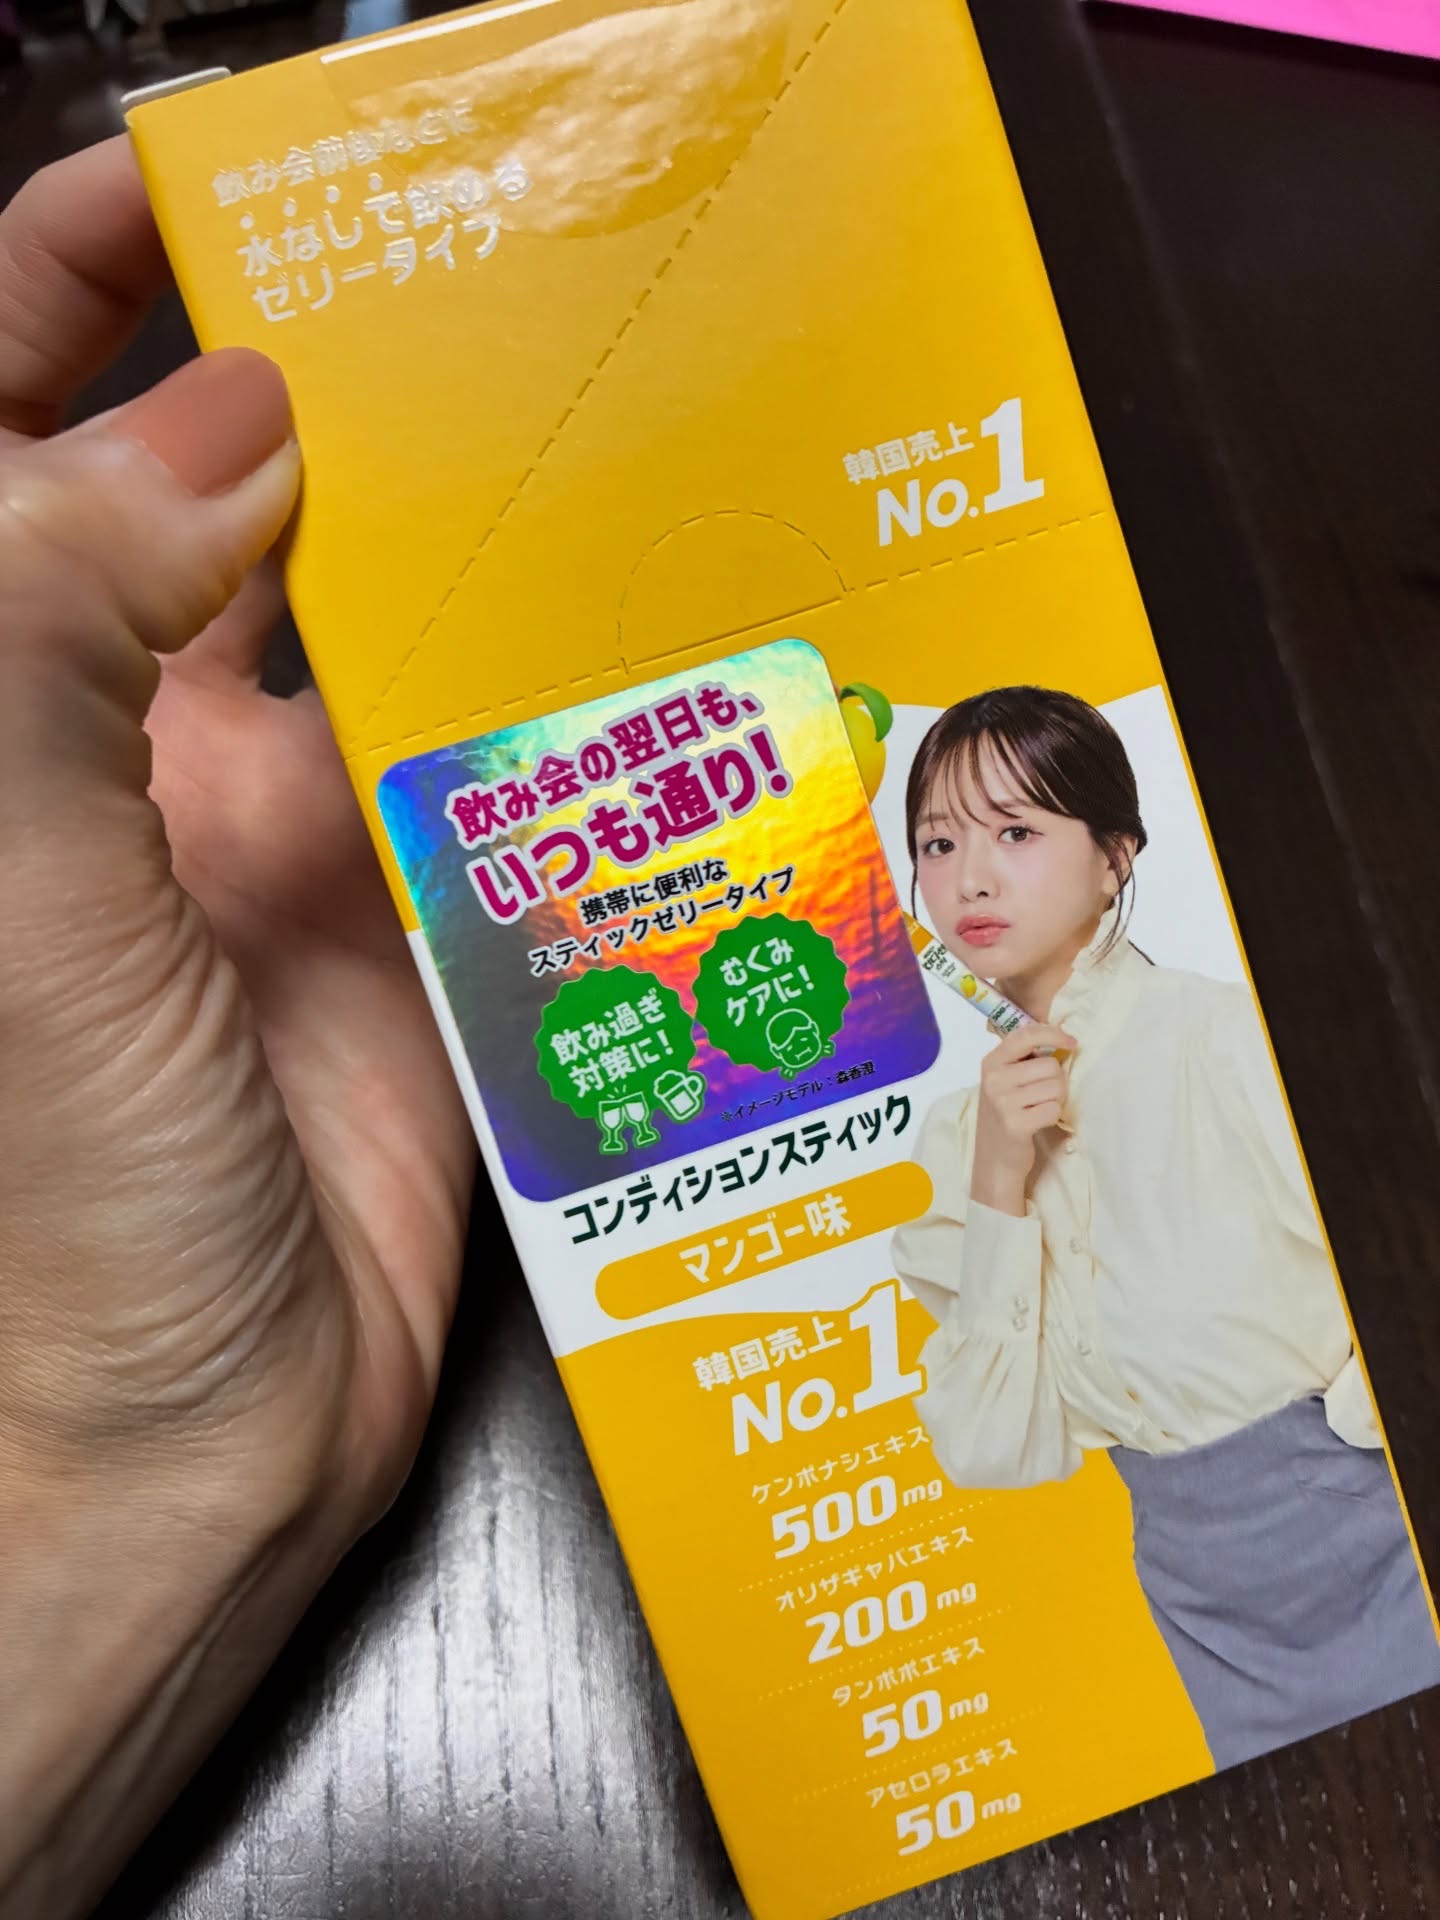 飲み会前後などに
水なしで飲める
ゼリータイプ
韓国売上
No.1
飲み会の翌日も、
いつも通り!
携帯に便利な
スティックゼリータイプ
飲み過ぎ
対策に!
むくみ
ケアに!
※イメージモデル:森香澄
コンディションスティック
マンゴー味
韓国売上
No.1
ケンポナシエキス
500mg
オリザギャバエキス
200mg
タンポポエキス
50mg
アセロラエキス
50mg